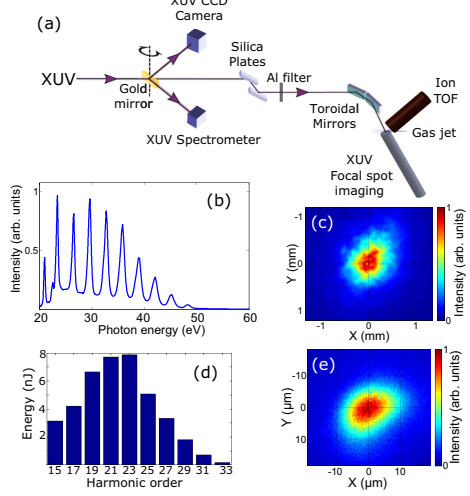 XUV CCD
Camera
(a)
Silica
Plates
XUV
Gold
mirror
Al filter
Ion
TOF
Toroidal
Mirrors
Gas jet
XUV Spectrometer
XUV
Focal spot
imaging
(b)
Intensity (arb. units)
1
0.5
20 30 40 50 60
Photon energy (eV)
(c)
Y (mm)
-1
0
1
-1 0 1
X (mm)
1
0
Intensity (arb. units)
(d)
Energy (nJ)
8
6
4
2
0
15 17 19 21 23 25 27 29 31 33
Harmonic order
(e)
Y (μm)
-10
0
10
-10 0 10
X (μm)
1
0
Intensity (arb. units)